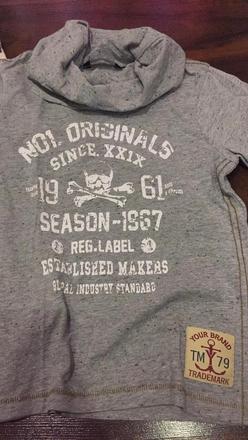 NO1. ORIGINALS
SINCE. XXIX
19 61
SEASON-1967
REG.LABEL
ESTABLISHED MAKERS
GLOBAL INDUSTRY STANDARD
YOUR BRAND
TM 79
TRADEMARK